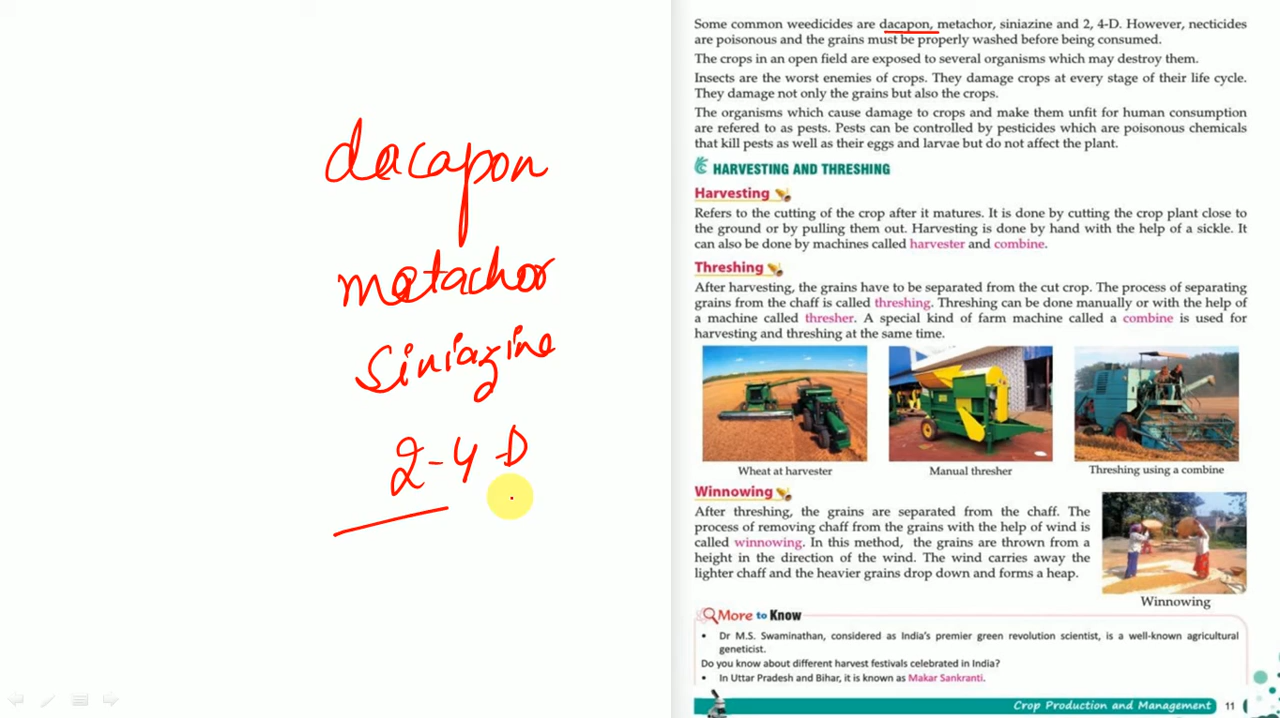 dacapon
metachor
siniazine
2-4-D
Some common weedicides are dacapon, metachor, siniazine and 2, 4-D. However, necticides
are poisonous and the grains must be properly washed before being consumed.
The crops in an open field are exposed to several organisms which may destroy them.
Insects are the worst enemies of crops. They damage crops at every stage of their life cycle.
They damage not only the grains but also the crops.
The organisms which cause damage to crops and make them unfit for human consumption
are refered to as pests. Pests can be controlled by pesticides which are poisonous chemicals
that kill pests as well as their eggs and larvae but do not affect the plant.
HARVESTING AND THRESHING
Harvesting
Refers to the cutting of the crop after it matures. It is done by cutting the crop plant close to
the ground or by pulling them out. Harvesting is done by hand with the help of a sickle. It
can also be done by machines called harvester and combine.
Threshing
After harvesting, the grains have to be separated from the cut crop. The process of separating
grains from the chaff is called threshing. Threshing can be done manually or with the help of
a machine called thresher. A special kind of farm machine called a combine is used for
harvesting and threshing at the same time.
Wheat at harvester
Manual thresher
Threshing using a combine
Winnowing
After threshing, the grains are separated from the chaff. The
process of removing chaff from the grains with the help of wind is
called winnowing. In this method, the grains are thrown from a
height in the direction of the wind. The wind carries away the
lighter chaff and the heavier grains drop down and forms a heap.
Winnowing
More to Know
• Dr M.S. Swaminathan, considered as India's premier green revolution scientist, is a well-known agricultural
geneticist.
Do you know about different harvest festivals celebrated in India?
• In Uttar Pradesh and Bihar, it is known as Makar Sankranti.
Crop Production and Management 11